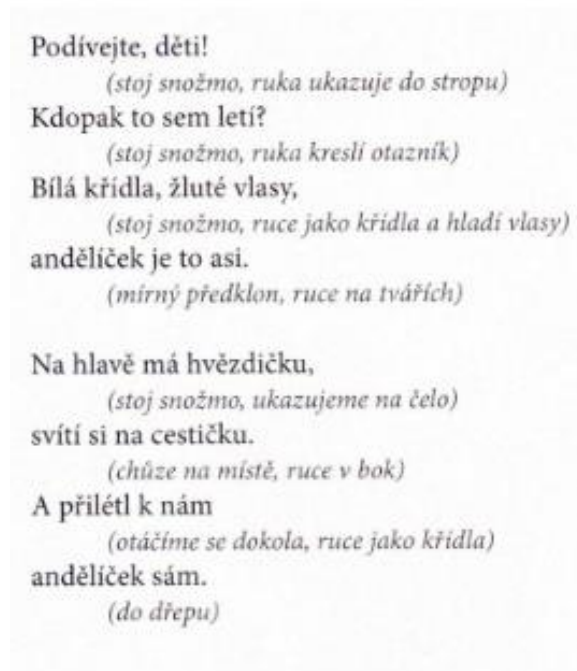 Podívejte, děti!
(stoj snožmo, ruka ukazuje do stropu)
Kdopak to sem letí?
(stoj snožmo, ruka kreslí otazník)
Bílá křídla, žluté vlasy,
(stoj snožmo, ruce jako křídla a hladí vlasy)
andělíček je to asi.
(mírný předklon, ruce na tvářích)

Na hlavě má hvězdičku,
(stoj snožmo, ukazujeme na čelo)
svítí si na cestičku.
(chůze na místě, ruce v bok)
A přilétl k nám
(otáčíme se dokola, ruce jako křídla)
andělíček sám.
(do dřepu)